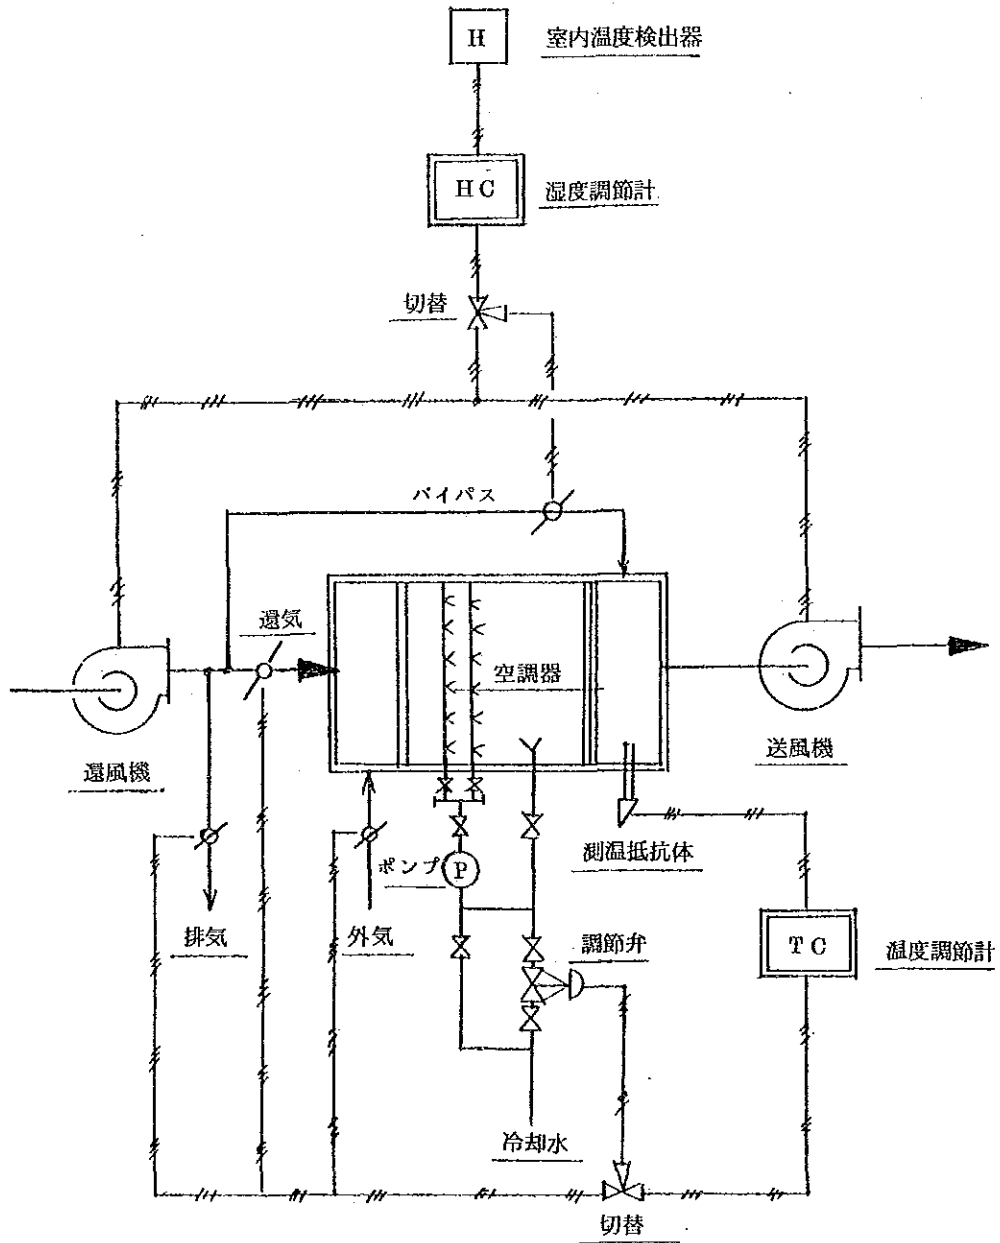 H
室内温度検出器
HC
湿度調節計
切替
バイパス
還気
空調器
還風機
送風機
測温抵抗体
ポンプ
P
排気
外気
調節弁
TC
温度調節計
冷却水
切替